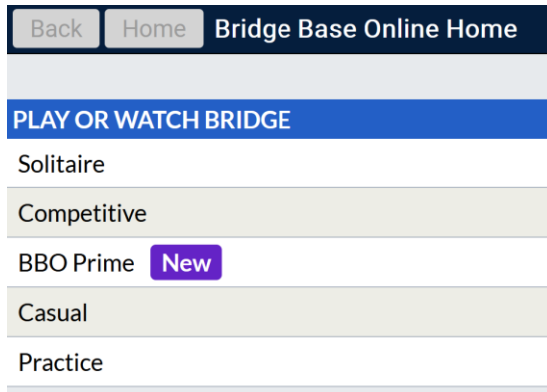 Back Home Bridge Base Online Home
PLAY OR WATCH BRIDGE
Solitaire
Competitive
BBO Prime New
Casual
Practice